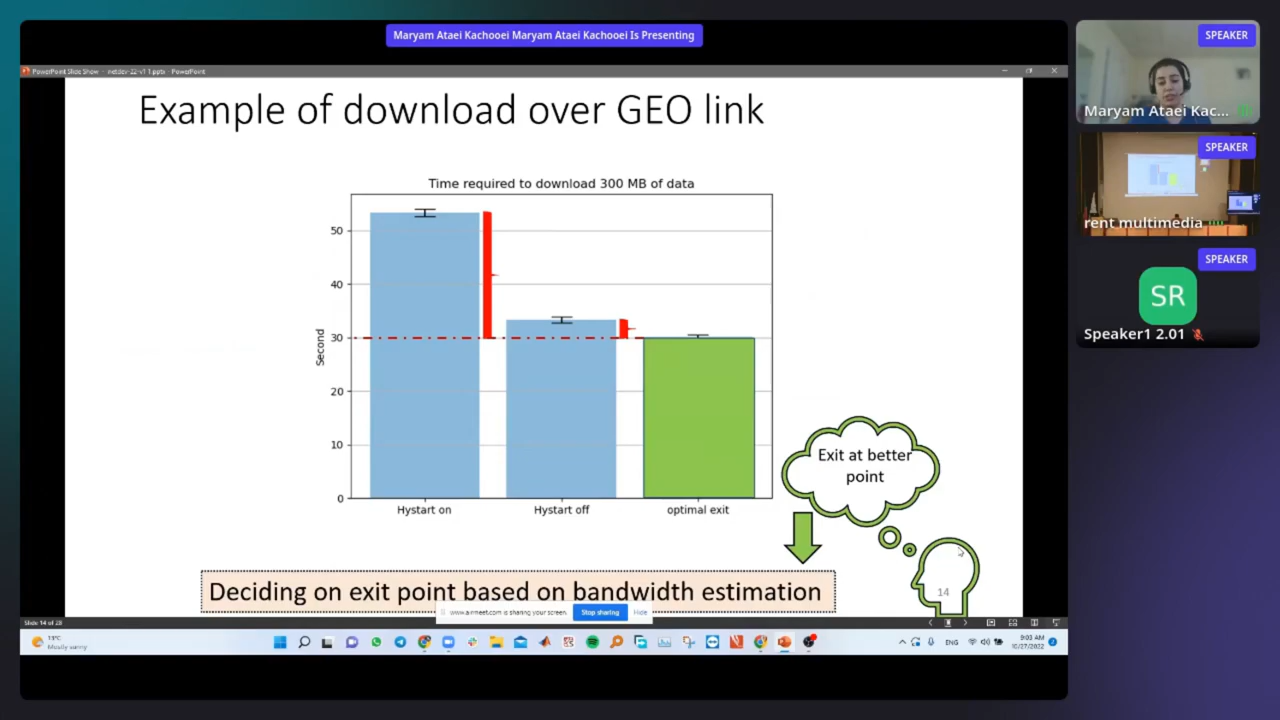 Maryam Ataei Kachooei Maryam Ataei Kachooei Is Presenting
PowerPoint Slide Show - netdev-22-v1 1.pptx - PowerPoint
Example of download over GEO link
Time required to download 300 MB of data
Second
50
40
30
20
10
0
Hystart on
Hystart off
optimal exit
Exit at better
point
Deciding on exit point based on bandwidth estimation
14
www.airmeet.com is sharing your screen.
Stop sharing
Hide
Slide 14 of 28
13°C
Mostly sunny
ENG
9:03 AM
10/27/2022
SPEAKER
Maryam Ataei Kac...
SPEAKER
rent multimedia
SPEAKER
SR
Speaker1 2.01